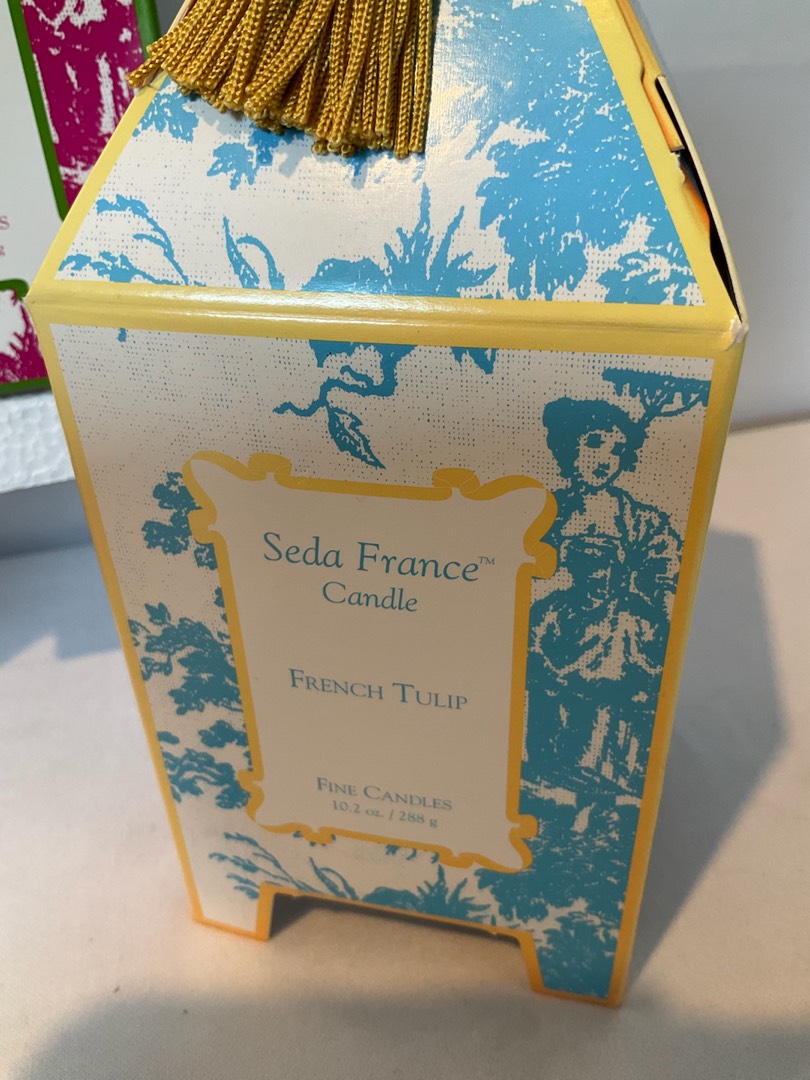 Seda France™
Candle
FRENCH TULIP
FINE CANDLES
10.2 oz. / 288 g